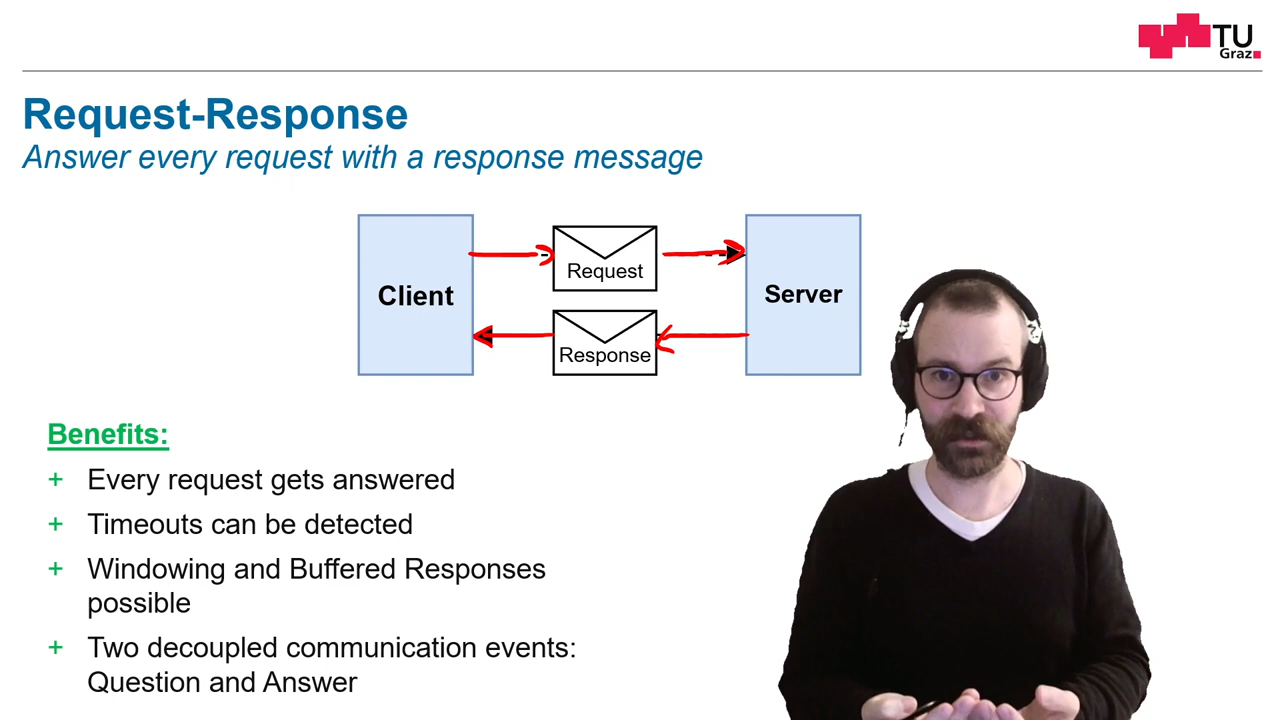 TU
Graz
Request-Response
Answer every request with a response message
Client
Request
Response
Server
Benefits:
+ Every request gets answered
+ Timeouts can be detected
+ Windowing and Buffered Responses
possible
+ Two decoupled communication events:
Question and Answer